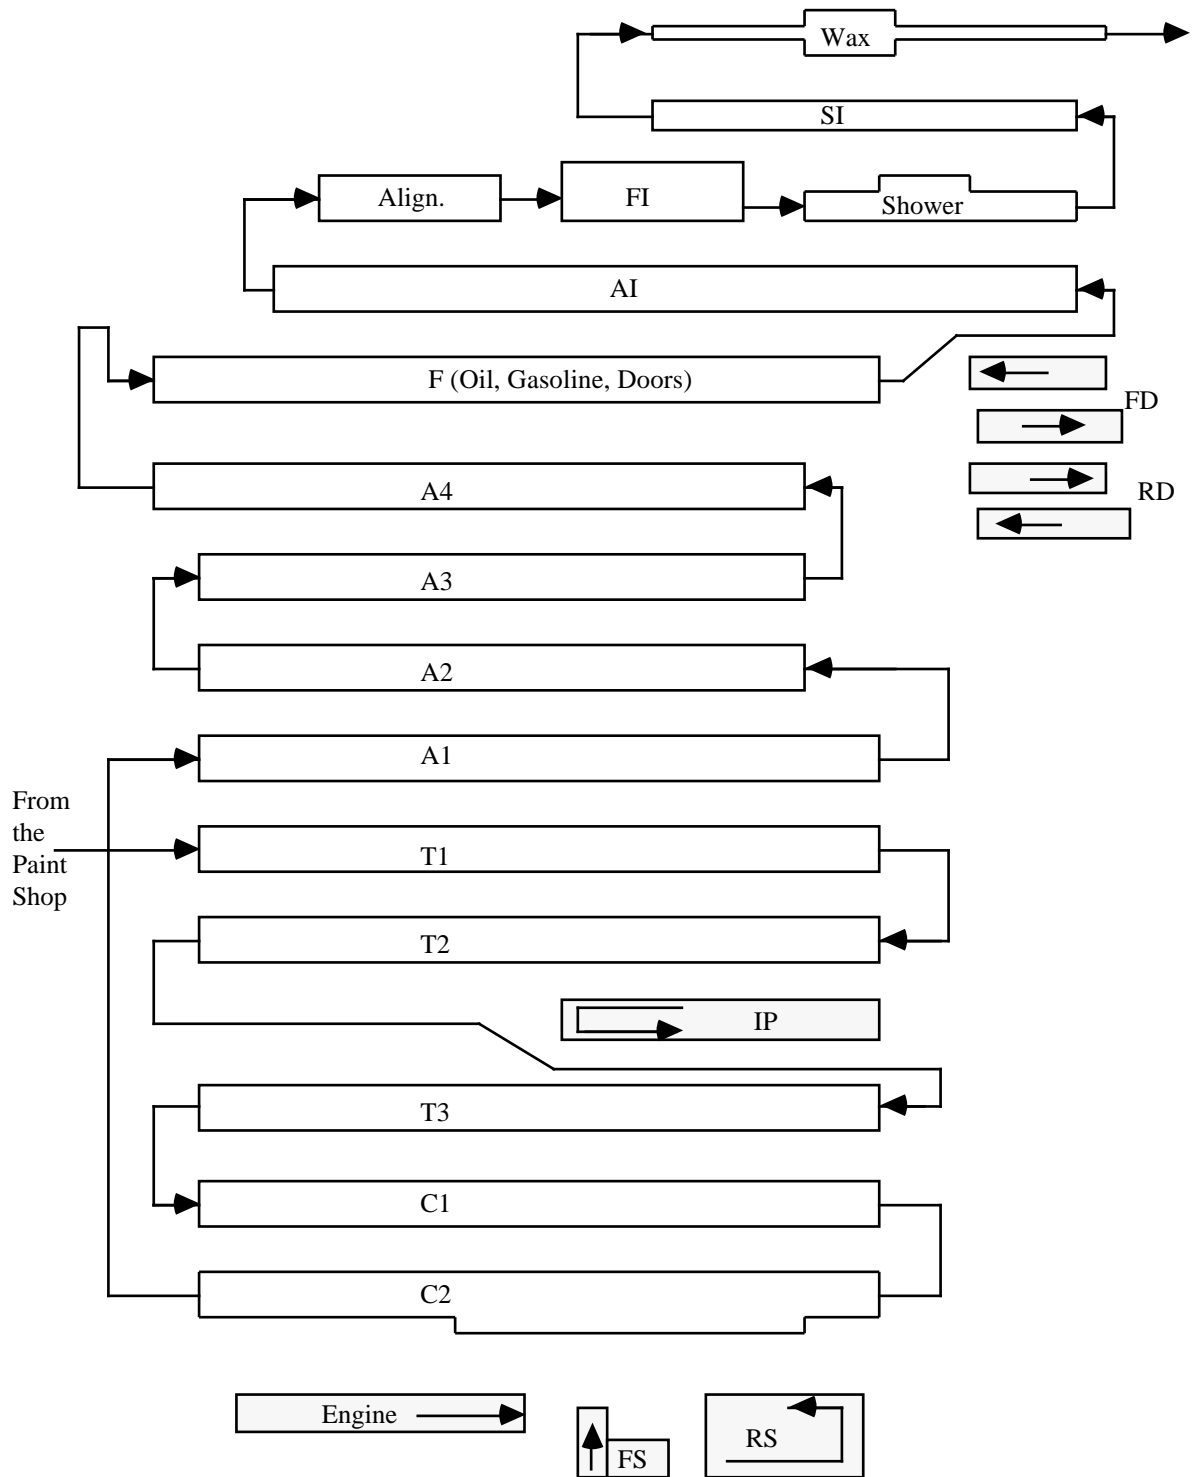 Wax
SI
Align.
FI
Shower
AI
F (Oil, Gasoline, Doors)
FD
A4
RD
A3
A2
A1
From
the
Paint
Shop
T1
T2
IP
T3
C1
C2
Engine
FS
RS